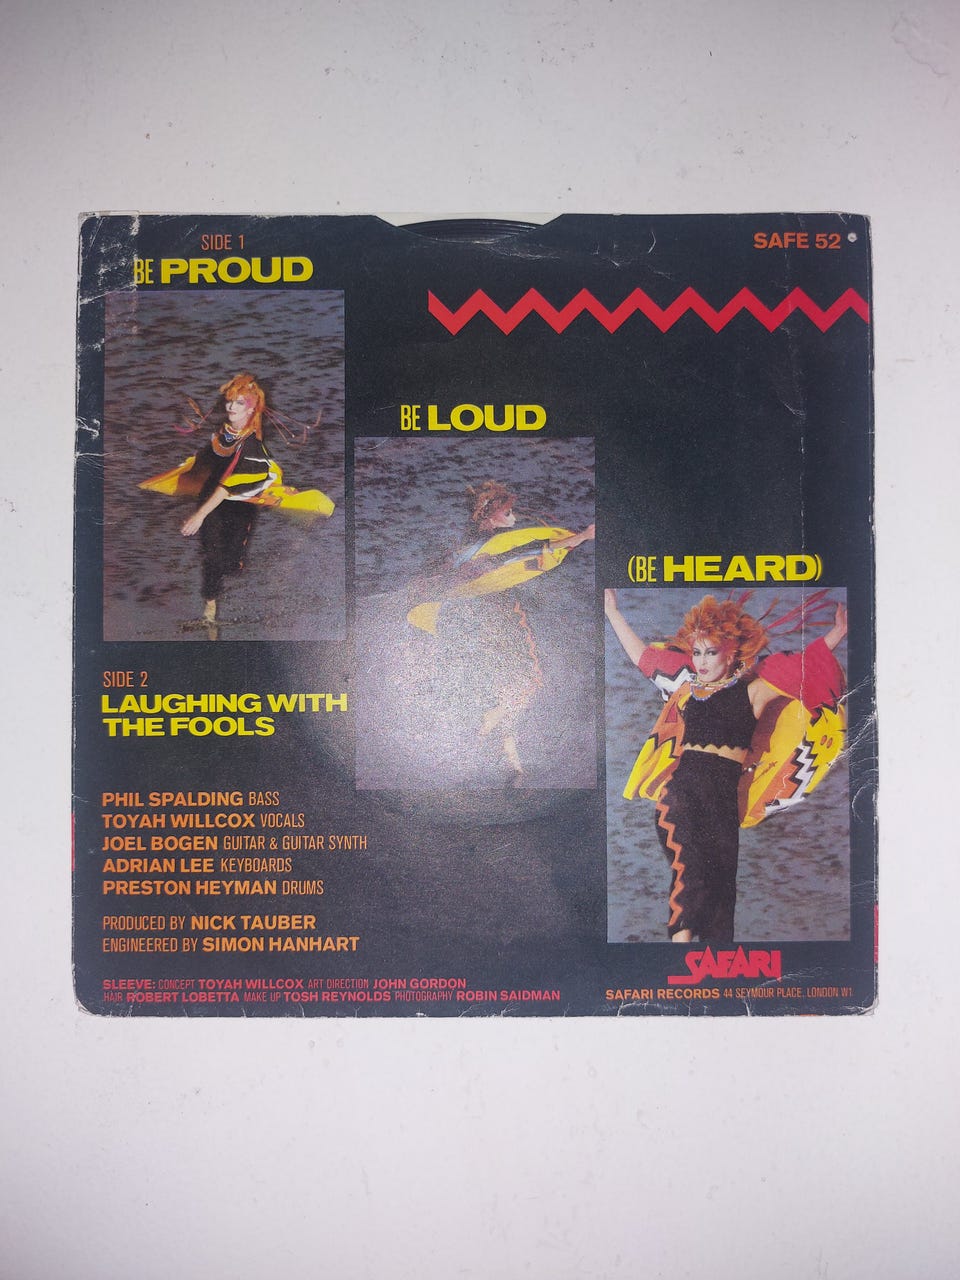 SIDE 1
BE PROUD
SAFE 52
BE LOUD
(BE HEARD)
SIDE 2
LAUGHING WITH
THE FOOLS
PHIL SPALDING BASS
TOYAH WILLCOX VOCALS
JOEL BOGEN GUITAR & GUITAR SYNTH
ADRIAN LEE KEYBOARDS
PRESTON HEYMAN DRUMS
PRODUCED BY NICK TAUBER
ENGINEERED BY SIMON HANHART
SLEEVE: CONCEPT TOYAH WILLCOX ART DIRECTION JOHN GORDON
HAIR ROBERT LOBETTA MAKE UP TOSH REYNOLDS PHOTOGRAPHY ROBIN SAIDMAN
SAFARI
SAFARI RECORDS 44 SEYMOUR PLACE, LONDON W1